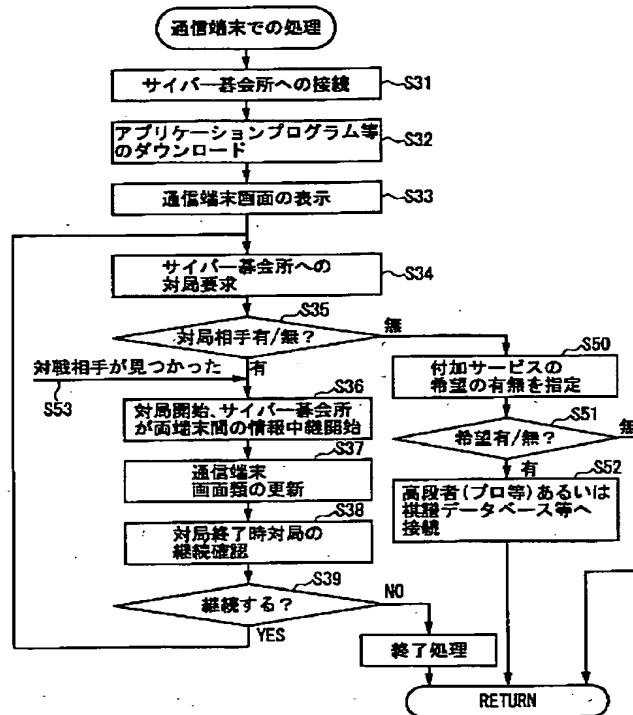 通信端末での処理
サイバー碁会所への接続
S31
アプリケーションプログラム等
のダウンロード
S32
通信端末画面の表示
S33
サイバー碁会所への
対局要求
S34
S35
対局相手有/無?
無
有
対戦相手が見つかった
S53
S36
対局開始、サイバー碁会所
が両端末間の情報中継開始
S37
通信端末
画面類の更新
S38
対局終了時対局の
継続確認
S39
継続する?
NO
YES
終了処理
S50
付加サービスの
希望の有無を指定
S51
希望有/無?
無
有
S52
高段者(プロ等)あるいは
棋譜データベース等へ
接続
RETURN